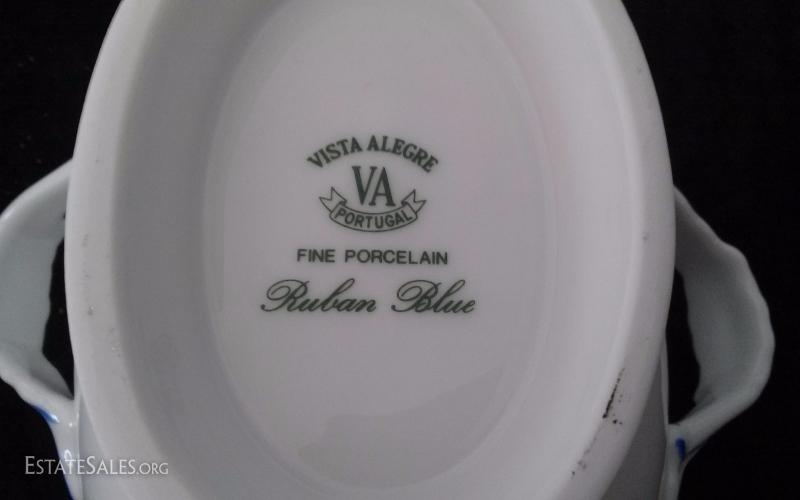 VISTA ALEGRE
VA
PORTUGAL
FINE PORCELAIN
Ruban Blue
ESTATESALES.ORG